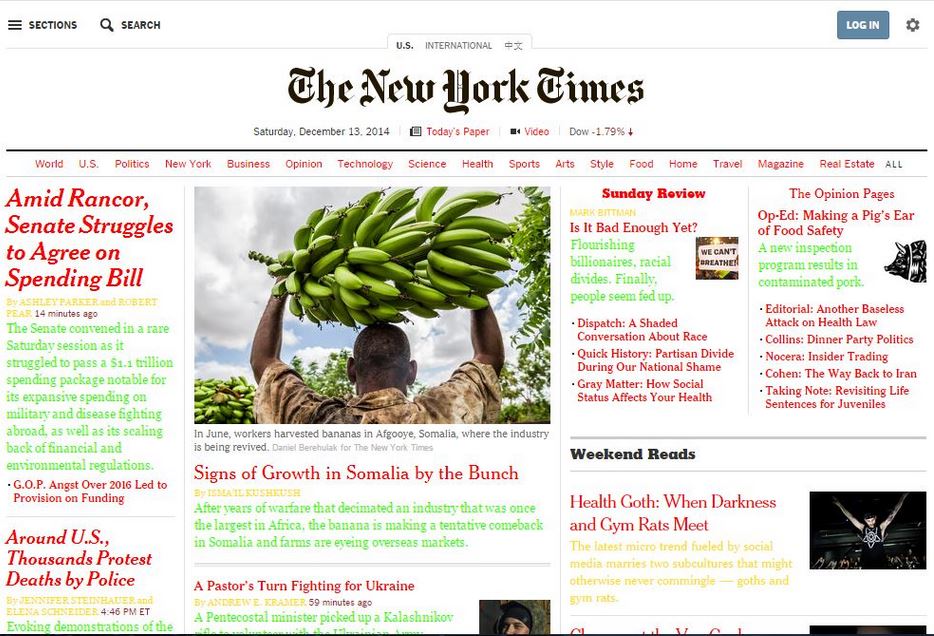 SECTIONS SEARCH LOG IN
U.S. INTERNATIONAL 中文
The New York Times
Saturday, December 13, 2014 Today's Paper Video Dow -1.79%
World U.S. Politics New York Business Opinion Technology Science Health Sports Arts Style Food Home Travel Magazine Real Estate ALL
Amid Rancor,
Senate Struggles
to Agree on
Spending Bill
By ASHLEY PARKER and ROBERT
PEAR 14 minutes ago
The Senate convened in a rare
Saturday session as it
struggled to pass a $1.1 trillion
spending package notable for
its expansive spending on
military and disease fighting
abroad, as well as its scaling
back of financial and
environmental regulations.
· G.O.P. Angst Over 2016 Led to
Provision on Funding
Around U.S.,
Thousands Protest
Deaths by Police
By JENNIFER STEINHAUER and
ELENA SCHNEIDER 4:46 PM ET
Evoking demonstrations of the
In June, workers harvested bananas in Afgooye, Somalia, where the industry
is being revived. Daniel Berehulak for The New York Times
Signs of Growth in Somalia by the Bunch
By ISMA'IL KUSHKUSH
After years of warfare that decimated an industry that was once
the largest in Africa, the banana is making a tentative comeback
in Somalia and farms are eyeing overseas markets.
A Pastor's Turn Fighting for Ukraine
By ANDREW E. KRAMER 59 minutes ago
A Pentecostal minister picked up a Kalashnikov
rifle to volunteer with the Ukrainian Army
Sunday Review
MARK BITTMAN
Is It Bad Enough Yet?
Flourishing
billionaires, racial
divides. Finally,
people seem fed up.
WE CAN'T
BREATHE!
· Dispatch: A Shaded
Conversation About Race
· Quick History: Partisan Divide
During Our National Shame
· Gray Matter: How Social
Status Affects Your Health
The Opinion Pages
Op-Ed: Making a Pig's Ear
of Food Safety
A new inspection
program results in
contaminated pork.
· Editorial: Another Baseless
Attack on Health Law
· Collins: Dinner Party Politics
· Nocera: Insider Trading
· Cohen: The Way Back to Iran
· Taking Note: Revisiting Life
Sentences for Juveniles
Weekend Reads
Health Goth: When Darkness
and Gym Rats Meet
The latest micro trend fueled by social
media marries two subcultures that might
otherwise never commingle — goths and
gym rats.